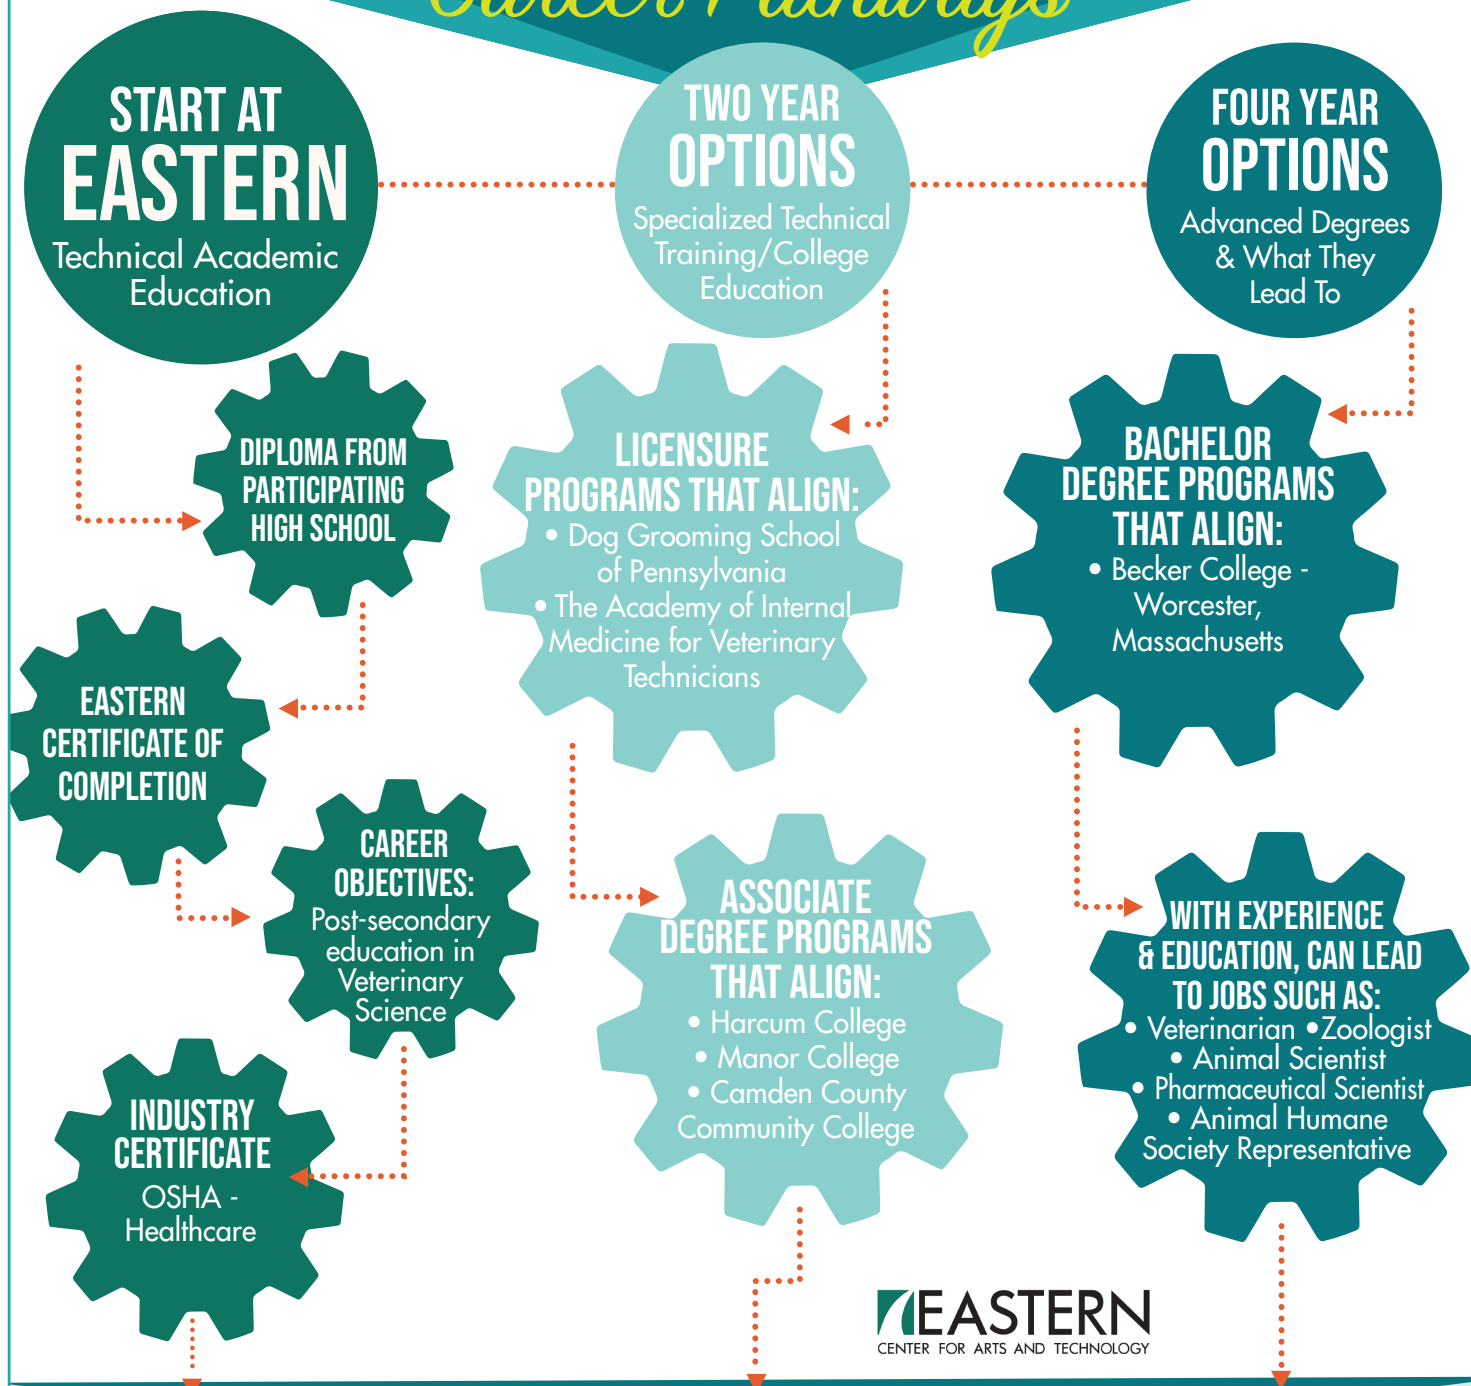 Career Pathways
START AT
EASTERN
Technical Academic
Education
TWO YEAR
OPTIONS
Specialized Technical
Training/College
Education
FOUR YEAR
OPTIONS
Advanced Degrees
& What They
Lead To
DIPLOMA FROM
PARTICIPATING
HIGH SCHOOL
EASTERN
CERTIFICATE OF
COMPLETION
CAREER
OBJECTIVES:
Post-secondary
education in
Veterinary
Science
INDUSTRY
CERTIFICATE
OSHA -
Healthcare
LICENSURE
PROGRAMS THAT ALIGN:
• Dog Grooming School
of Pennsylvania
• The Academy of Internal
Medicine for Veterinary
Technicians
ASSOCIATE
DEGREE PROGRAMS
THAT ALIGN:
• Harcum College
• Manor College
• Camden County
Community College
BACHELOR
DEGREE PROGRAMS
THAT ALIGN:
• Becker College -
Worcester,
Massachusetts
WITH EXPERIENCE
& EDUCATION, CAN LEAD
TO JOBS SUCH AS:
• Veterinarian •Zoologist
• Animal Scientist
• Pharmaceutical Scientist
• Animal Humane
Society Representative
EASTERN
CENTER FOR ARTS AND TECHNOLOGY